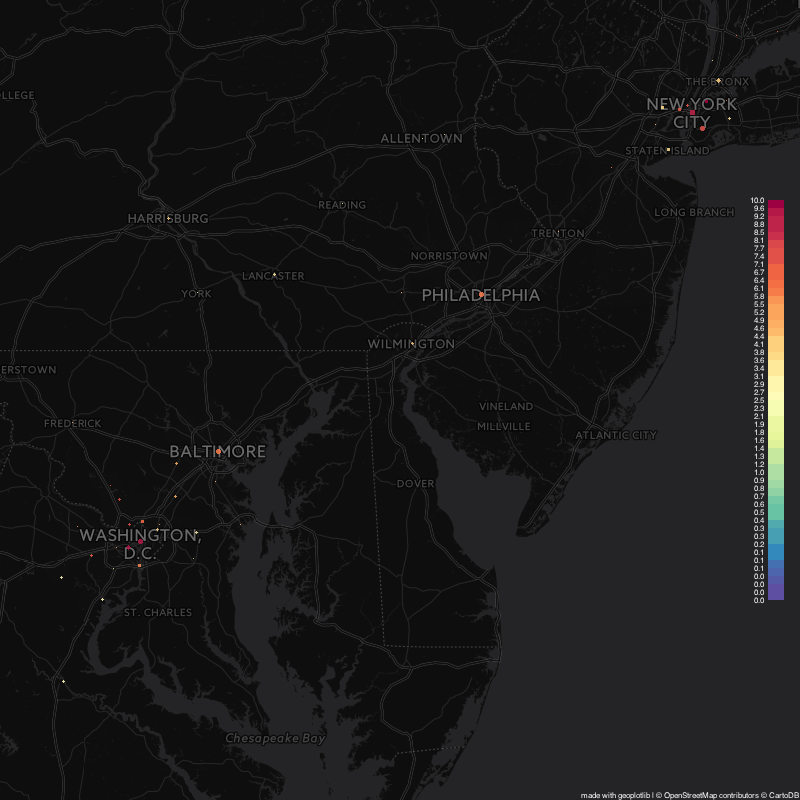 THE BRONX
LLEGE
NEW YORK
CITY
ALLENTOWN
STATEN ISLAND
READING
LONG BRANCH
HARRISBURG
TRENTON
NORRISTOWN
LANCASTER
YORK
PHILADELPHIA
WILMINGTON
ERSTOWN
VINELAND
FREDERICK
MILLVILLE
ATLANTIC CITY
BALTIMORE
DOVER
WASHINGTON,
D.C.
ST. CHARLES
Chesapeake Bay
10.0
9.6
9.2
8.8
8.5
8.1
7.7
7.4
7.1
6.7
6.4
6.1
5.8
5.5
5.2
4.9
4.6
4.4
4.1
3.8
3.6
3.4
3.1
2.9
2.7
2.5
2.3
2.1
1.9
1.8
1.6
1.4
1.3
1.2
1.0
0.9
0.8
0.7
0.6
0.5
0.4
0.3
0.3
0.2
0.1
0.1
0.1
0.0
0.0
0.0
0.0
made with geoplotlib | © OpenStreetMap contributors © CartoDB